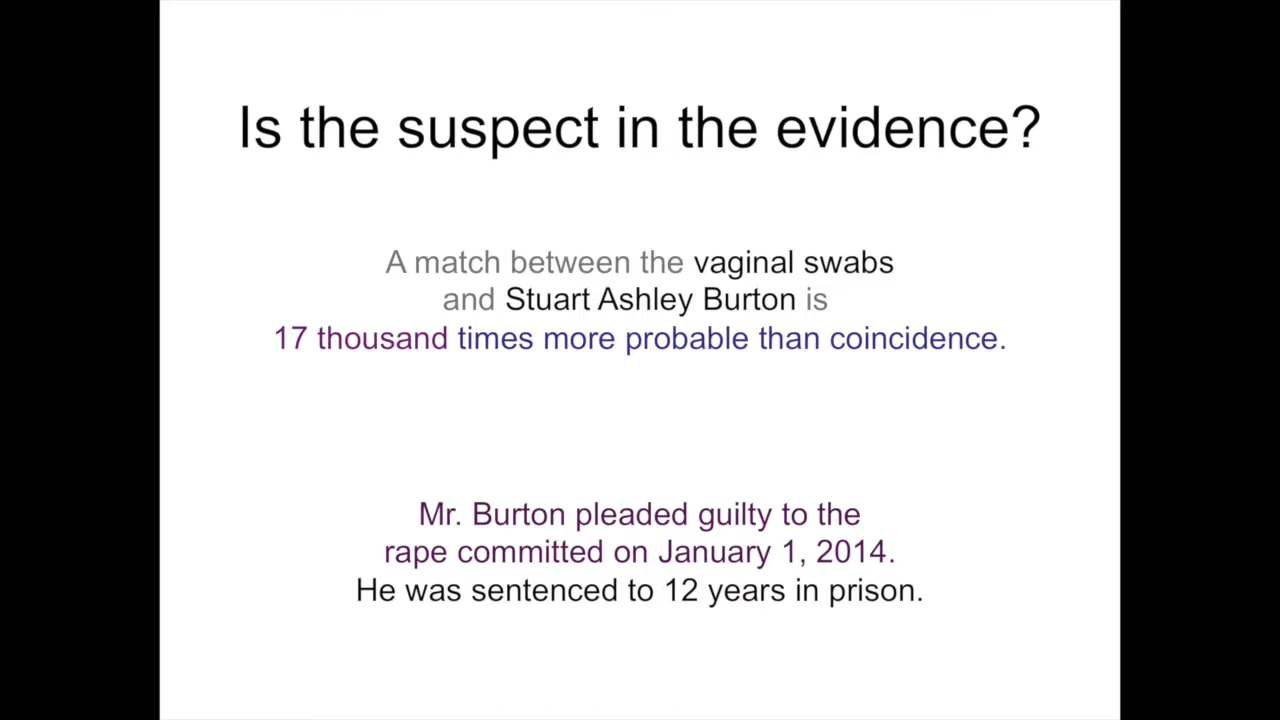 Is the suspect in the evidence?
A match between the vaginal swabs
and Stuart Ashley Burton is
17 thousand times more probable than coincidence.
Mr. Burton pleaded guilty to the
rape committed on January 1, 2014.
He was sentenced to 12 years in prison.